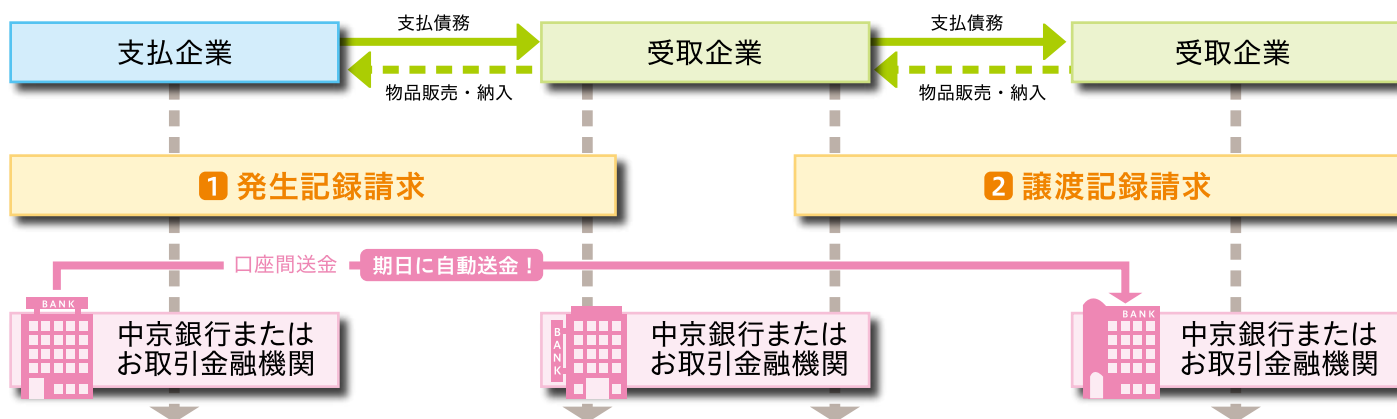 支払債務
支払債務
支払企業
受取企業
受取企業
物品販売・納入
物品販売・納入
1 発生記録請求
2 譲渡記録請求
口座間送金
期日に自動送金！
BANK
中京銀行または
お取引金融機関
BANK
中京銀行または
お取引金融機関
BANK
中京銀行または
お取引金融機関